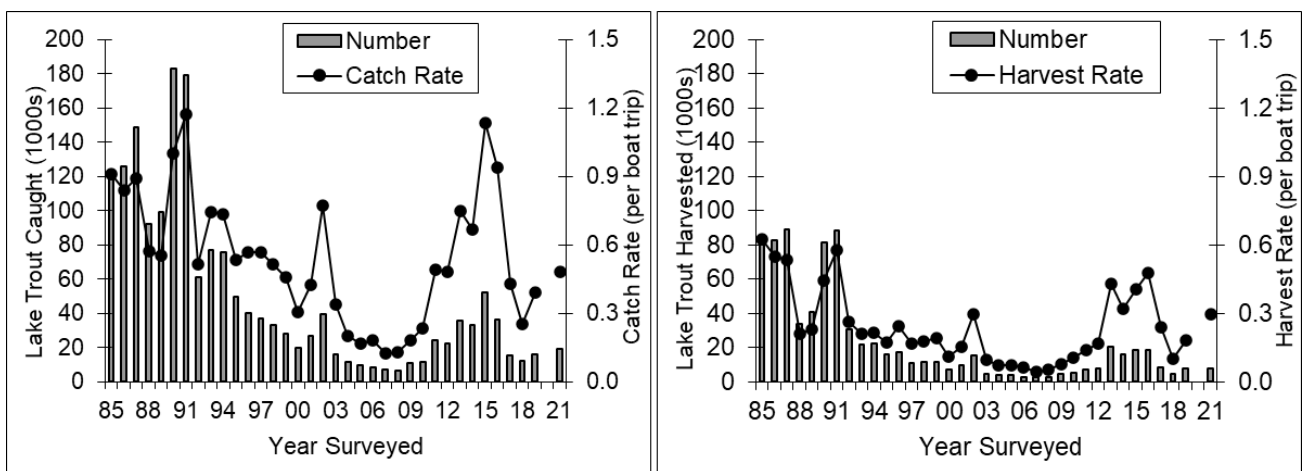 Lake Trout Caught (1000s)
200
180
160
140
120
100
80
60
40
20
0
Number
Catch Rate
1.5
1.2
0.9
0.6
0.3
0.0
Catch Rate (per boat trip)
85 88 91 94 97 00 03 06 09 12 15 18 21
Year Surveyed
Lake Trout Harvested (1000s)
200
180
160
140
120
100
80
60
40
20
0
Number
Harvest Rate
1.5
1.2
0.9
0.6
0.3
0.0
Harvest Rate (per boat trip)
85 88 91 94 97 00 03 06 09 12 15 18 21
Year Surveyed